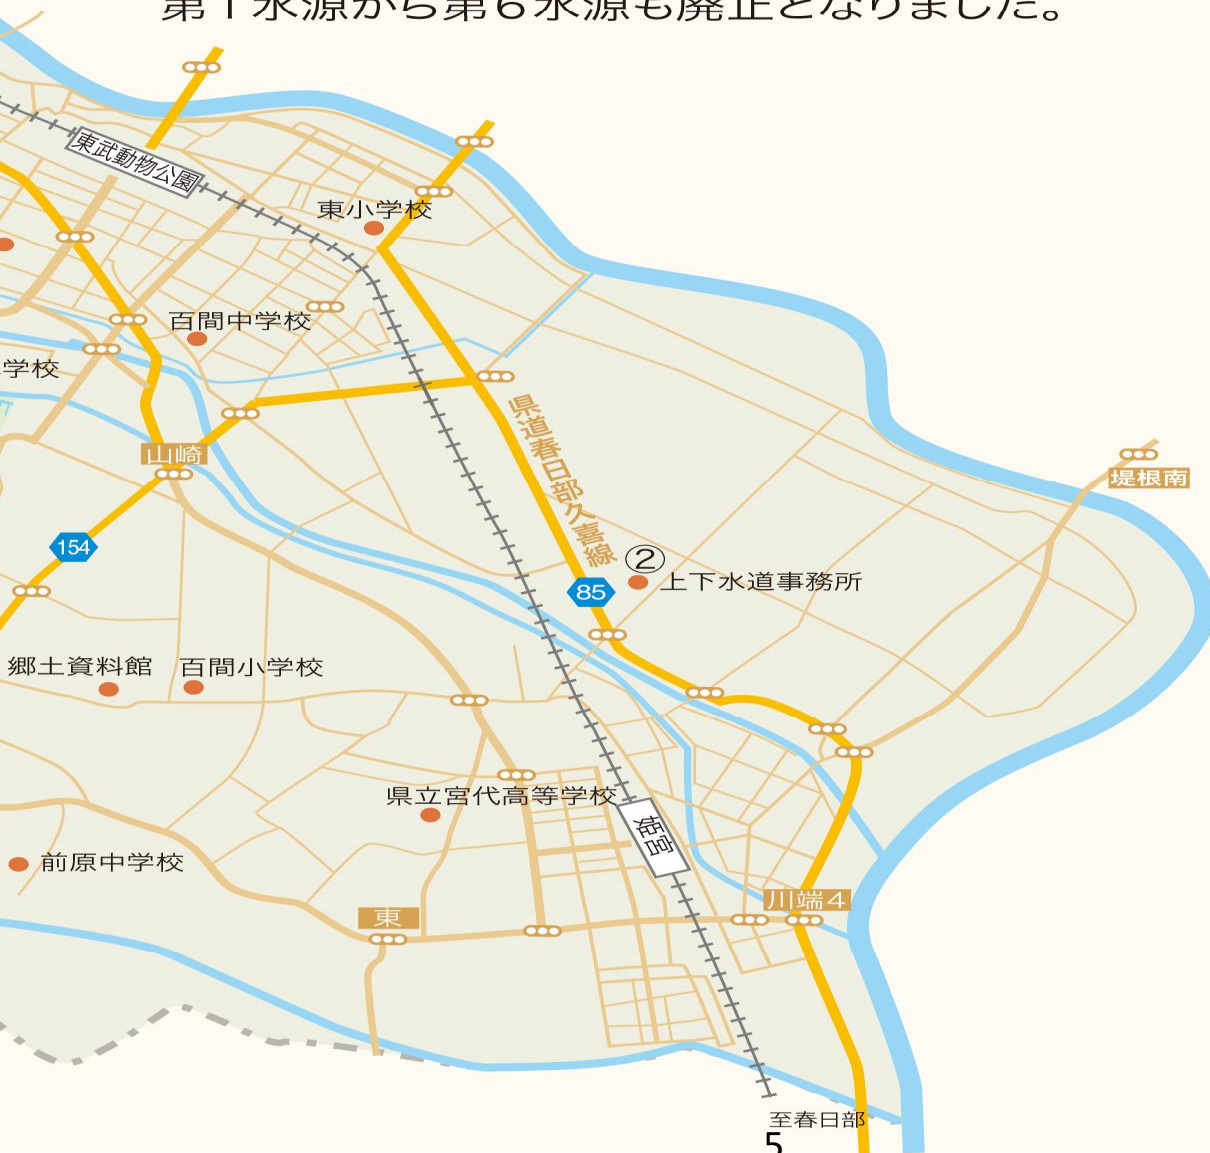 第１水源から第６水源も廃止となりました。
東武動物公園
東小学校
百間中学校
学校
県道春日部久喜線
山崎
堤根南
154
②
85
上下水道事務所
郷土資料館
百間小学校
県立宮代高等学校
姫宮
前原中学校
川端４
東
至春日部
5